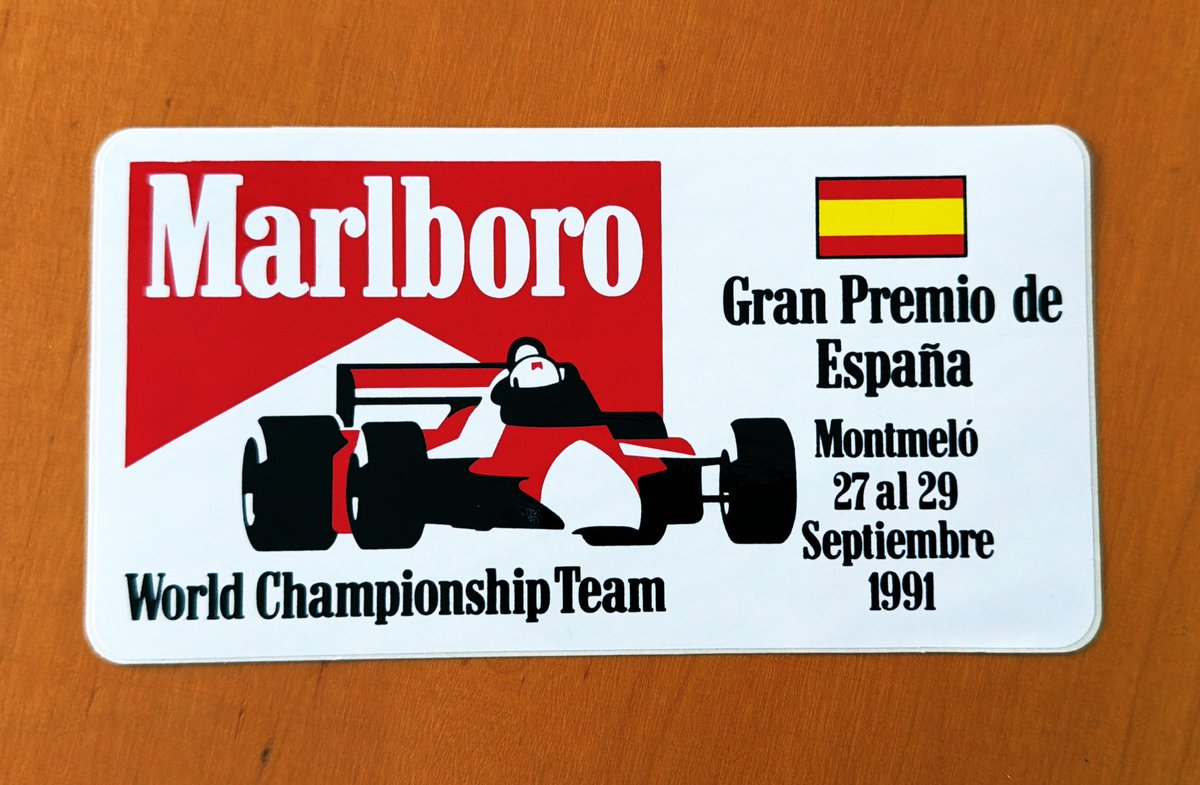 Marlboro
World Championship Team
Gran Premio de
España
Montmeló
27 al 29
Septiembre
1991